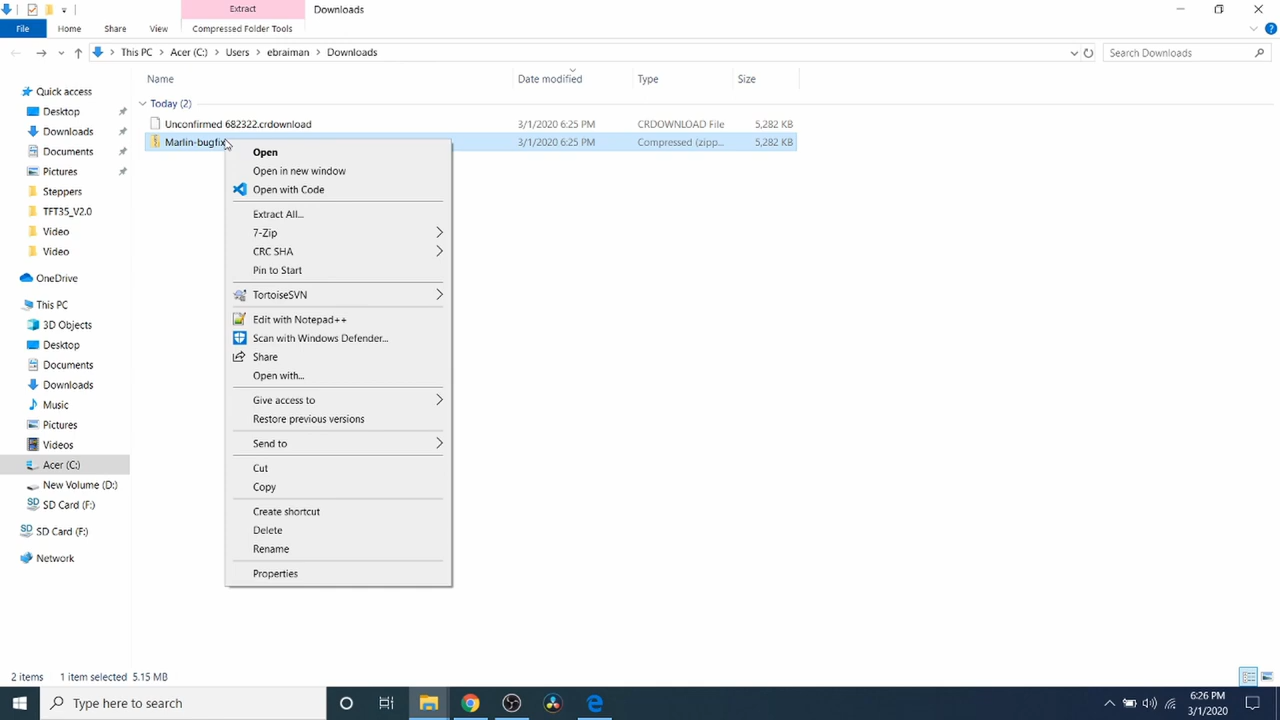 Extract
Downloads
File
Home
Share
View
Compressed Folder Tools
This PC
Acer (C:)
Users
ebraiman
Downloads
Search Downloads
Name
Date modified
Type
Size
Today (2)
Unconfirmed 682322.crdownload
3/1/2020 6:25 PM
CRDOWNLOAD File
5,282 KB
Marlin-bugfix
3/1/2020 6:25 PM
Compressed (zipp...
5,282 KB
Quick access
Desktop
Downloads
Documents
Pictures
Steppers
TFT35_V2.0
Video
Video
OneDrive
This PC
3D Objects
Desktop
Documents
Downloads
Music
Pictures
Videos
Acer (C:)
New Volume (D:)
SD Card (F:)
SD Card (F:)
Network
Open
Open in new window
Open with Code
Extract All...
7-Zip
CRC SHA
Pin to Start
TortoiseSVN
Edit with Notepad++
Scan with Windows Defender...
Share
Open with...
Give access to
Restore previous versions
Send to
Cut
Copy
Create shortcut
Delete
Rename
Properties
2 items
1 item selected 5.15 MB
Type here to search
6:26 PM
3/1/2020